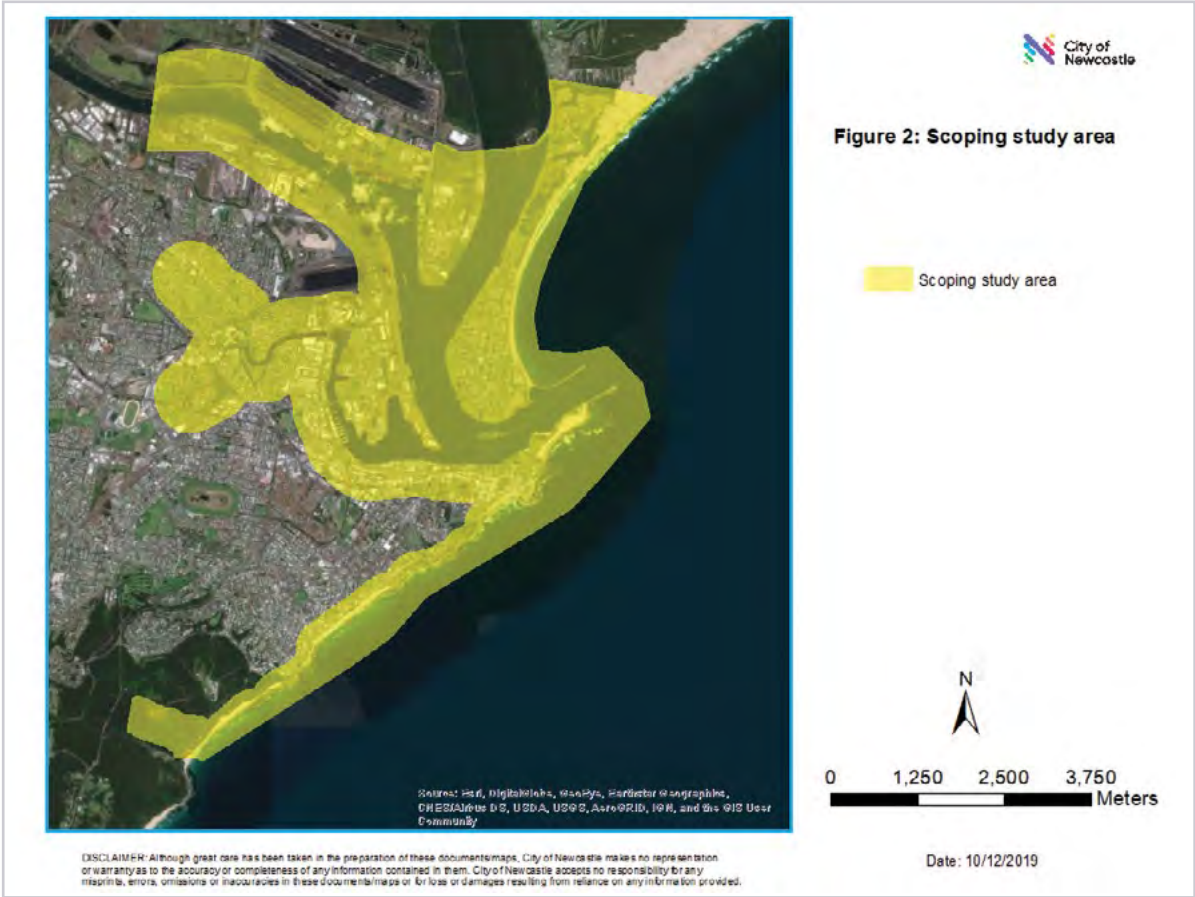 City of
Newcastle
Figure 2: Scoping study area
Scoping study area
N
0 1,250 2,500 3,750
Meters
Source: Esri, DigitalGlobe, GeoEye, Earthstar Geographics,
CNES/Airbus DS, USDA, USGS, AeroGRID, IGN, and the GIS User
Community
DISCLAIMER: Although great care has been taken in the preparation of these documents/maps, City of Newcastle makes no representation
or warranty as to the accuracy or completeness of any information contained in them. City of Newcastle accepts no responsibility for any
misprints, errors, omissions or inaccuracies in these documents/maps or for loss or damages resulting from reliance on any information provided.
Date: 10/12/2019